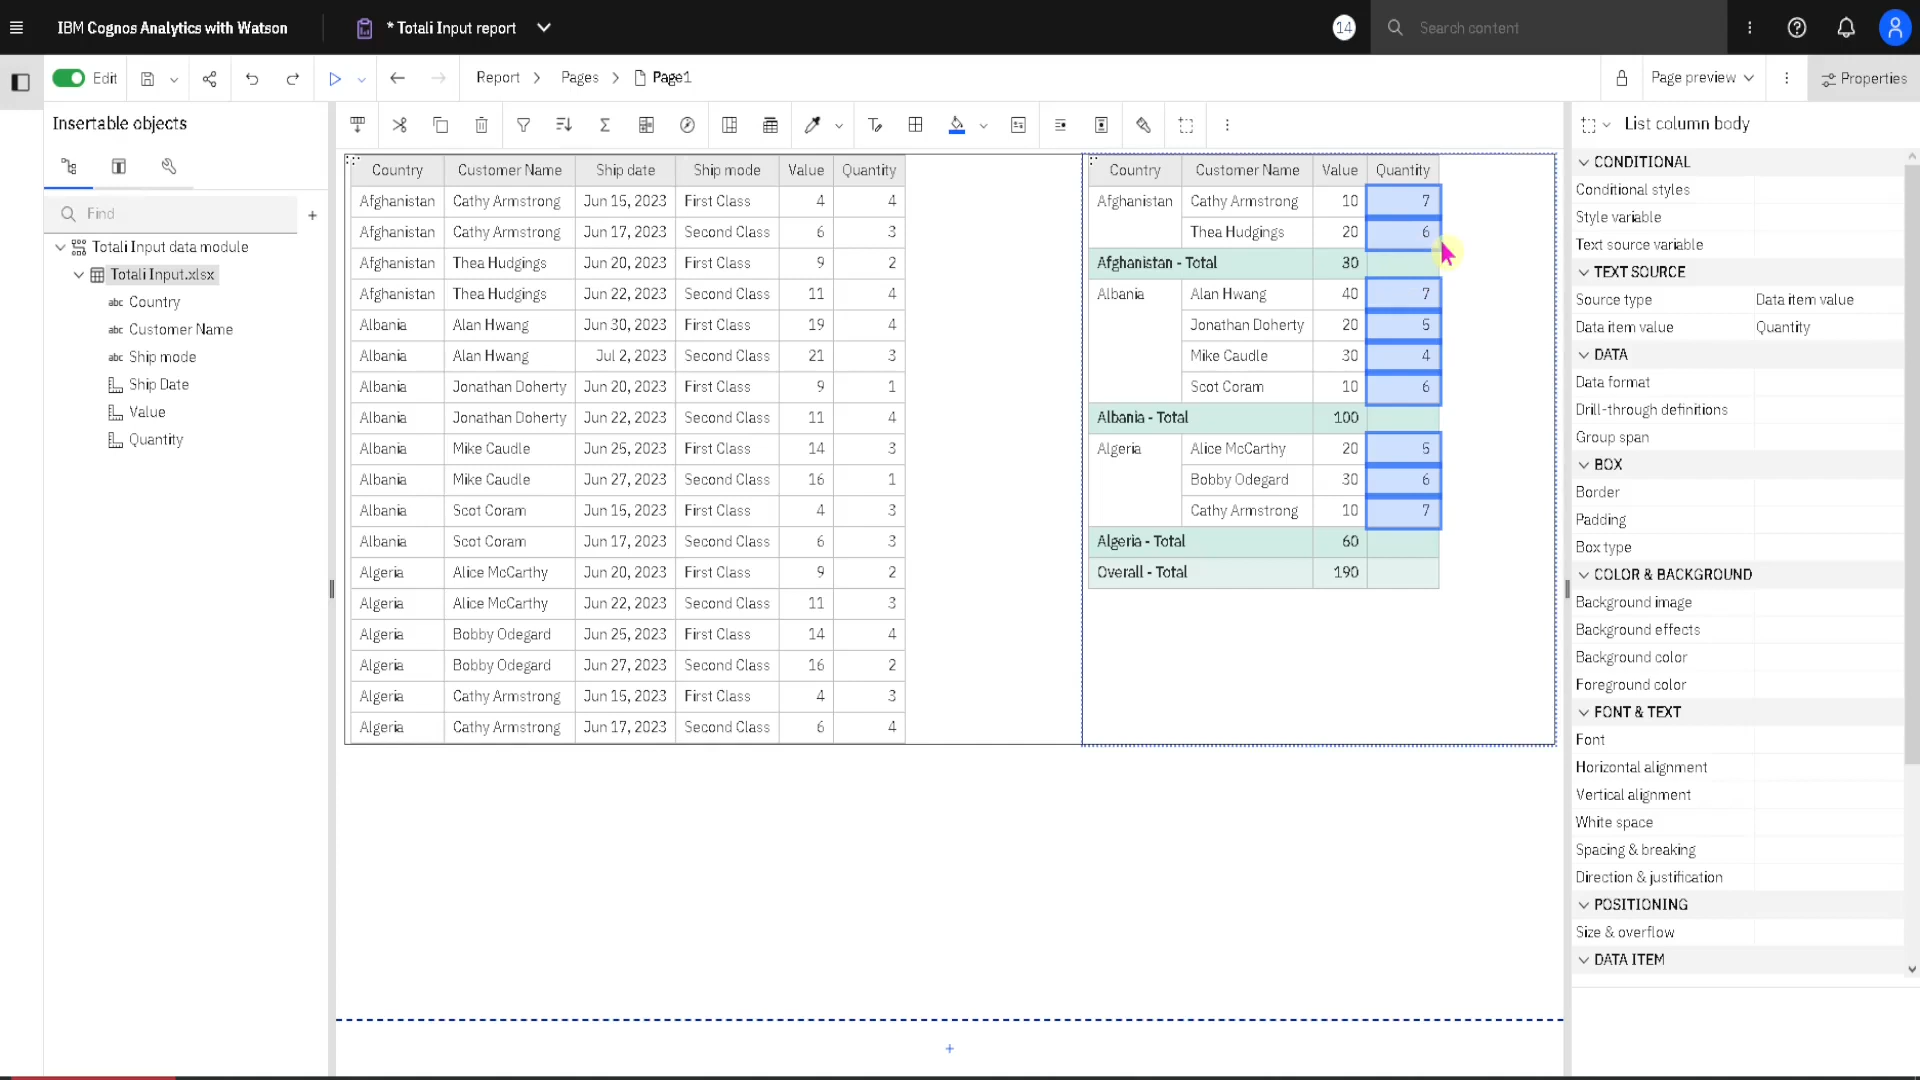 IBM Cognos Analytics with Watson
* Totali Input report
14
Search content
Edit
Report > Pages > Page1
Page preview
Properties
Insertable objects
Find
Totali Input data module
Totali Input.xlsx
abc Country
abc Customer Name
abc Ship mode
Ship Date
Value
Quantity
Country Customer Name Ship date Ship mode Value Quantity
Afghanistan Cathy Armstrong Jun 15, 2023 First Class 4 4
Afghanistan Cathy Armstrong Jun 17, 2023 Second Class 6 3
Afghanistan Thea Hudgings Jun 20, 2023 First Class 9 2
Afghanistan Thea Hudgings Jun 22, 2023 Second Class 11 4
Albania Alan Hwang Jun 30, 2023 First Class 19 4
Albania Alan Hwang Jul 2, 2023 Second Class 21 3
Albania Jonathan Doherty Jun 20, 2023 First Class 9 1
Albania Jonathan Doherty Jun 22, 2023 Second Class 11 4
Albania Mike Caudle Jun 25, 2023 First Class 14 3
Albania Mike Caudle Jun 27, 2023 Second Class 16 1
Albania Scot Coram Jun 15, 2023 First Class 4 3
Albania Scot Coram Jun 17, 2023 Second Class 6 3
Algeria Alice McCarthy Jun 20, 2023 First Class 9 2
Algeria Alice McCarthy Jun 22, 2023 Second Class 11 3
Algeria Bobby Odegard Jun 25, 2023 First Class 14 4
Algeria Bobby Odegard Jun 27, 2023 Second Class 16 2
Algeria Cathy Armstrong Jun 15, 2023 First Class 4 3
Algeria Cathy Armstrong Jun 17, 2023 Second Class 6 4
Country Customer Name Value Quantity
Afghanistan Cathy Armstrong 10 7
Thea Hudgings 20 6
Afghanistan - Total 30
Albania Alan Hwang 40 7
Jonathan Doherty 20 5
Mike Caudle 30 4
Scot Coram 10 6
Albania - Total 100
Algeria Alice McCarthy 20 5
Bobby Odegard 30 6
Cathy Armstrong 10 7
Algeria - Total 60
Overall - Total 190
List column body
CONDITIONAL
Conditional styles
Style variable
Text source variable
TEXT SOURCE
Source type Data item value
Data item value Quantity
DATA
Data format
Drill-through definitions
Group span
BOX
Border
Padding
Box type
COLOR & BACKGROUND
Background image
Background effects
Background color
Foreground color
FONT & TEXT
Font
Horizontal alignment
Vertical alignment
White space
Spacing & breaking
Direction & justification
POSITIONING
Size & overflow
DATA ITEM